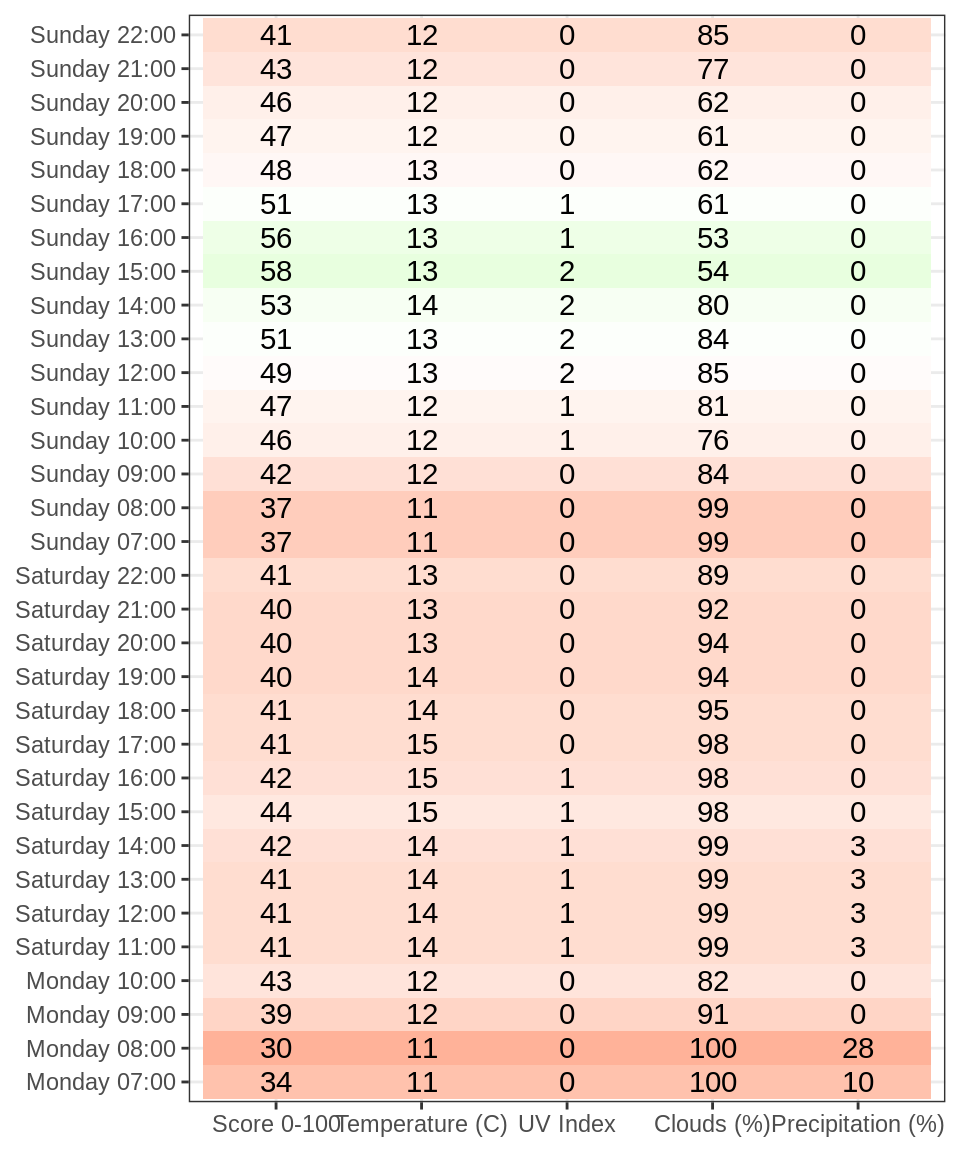 Sunday 22:00 41 12 0 85 0
Sunday 21:00 43 12 0 77 0
Sunday 20:00 46 12 0 62 0
Sunday 19:00 47 12 0 61 0
Sunday 18:00 48 13 0 62 0
Sunday 17:00 51 13 1 61 0
Sunday 16:00 56 13 1 53 0
Sunday 15:00 58 13 2 54 0
Sunday 14:00 53 14 2 80 0
Sunday 13:00 51 13 2 84 0
Sunday 12:00 49 13 2 85 0
Sunday 11:00 47 12 1 81 0
Sunday 10:00 46 12 1 76 0
Sunday 09:00 42 12 0 84 0
Sunday 08:00 37 11 0 99 0
Sunday 07:00 37 11 0 99 0
Saturday 22:00 41 13 0 89 0
Saturday 21:00 40 13 0 92 0
Saturday 20:00 40 13 0 94 0
Saturday 19:00 40 14 0 94 0
Saturday 18:00 41 14 0 95 0
Saturday 17:00 41 15 0 98 0
Saturday 16:00 42 15 1 98 0
Saturday 15:00 44 15 1 98 0
Saturday 14:00 42 14 1 99 3
Saturday 13:00 41 14 1 99 3
Saturday 12:00 41 14 1 99 3
Saturday 11:00 41 14 1 99 3
Monday 10:00 43 12 0 82 0
Monday 09:00 39 12 0 91 0
Monday 08:00 30 11 0 100 28
Monday 07:00 34 11 0 100 10
Score 0-100 Temperature (C) UV Index Clouds (%) Precipitation (%)